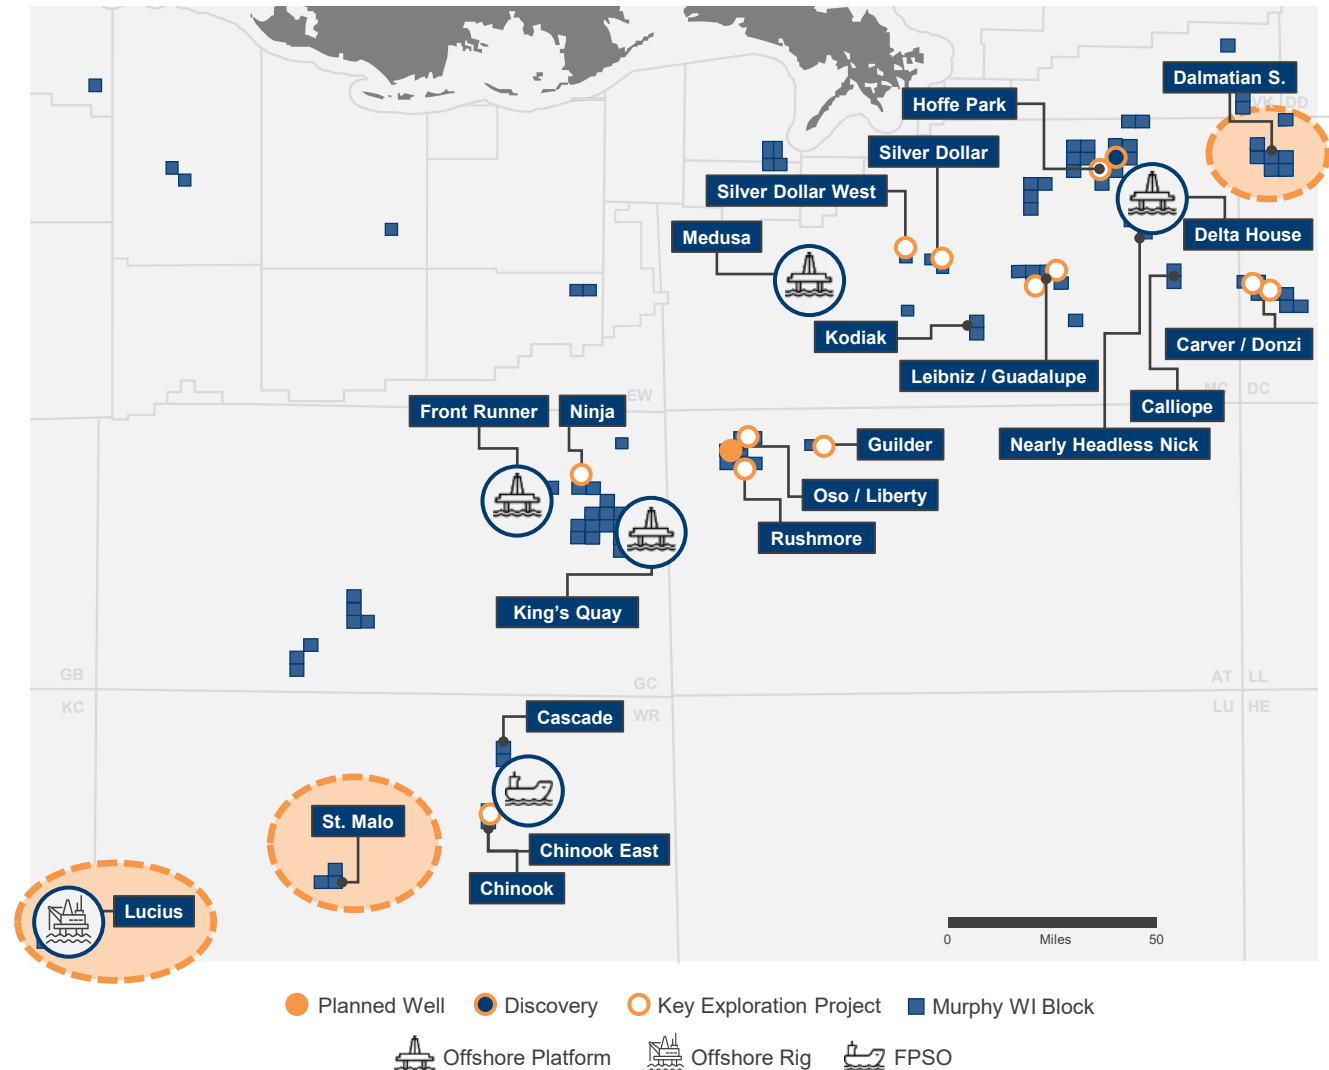 Dalmatian S.
VK DD
Hoffe Park
Silver Dollar
Silver Dollar West
Medusa
Delta House
Kodiak
Carver / Donzi
Leibniz / Guadalupe
MC DC
EW
Calliope
Front Runner
Ninja
Nearly Headless Nick
Guilder
Oso / Liberty
Rushmore
King's Quay
GB
GC
AT LL
KC
WR
LU HE
Cascade
St. Malo
Chinook East
Chinook
Lucius
0 Miles 50
Planned Well
Discovery
Key Exploration Project
Murphy WI Block
Offshore Platform
Offshore Rig
FPSO